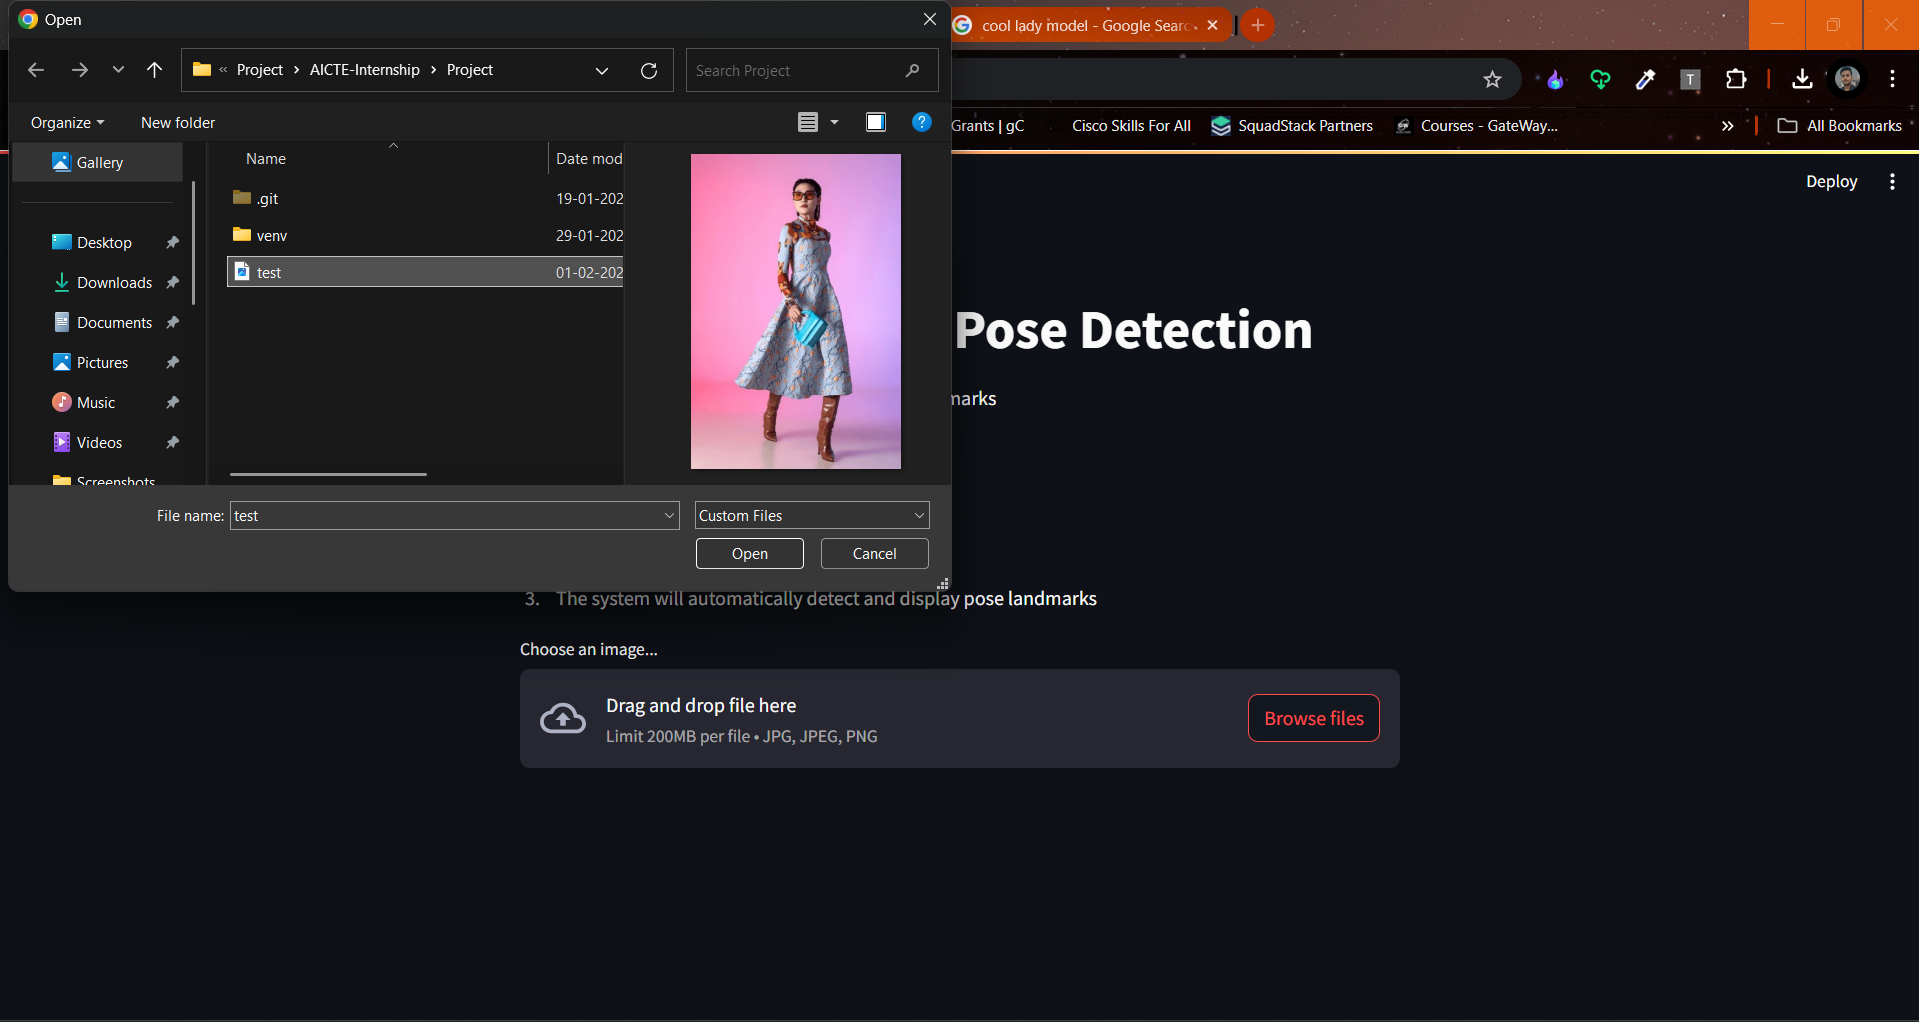 Open
cool lady model - Google Searc
Project › AICTE-Internship › Project
Search Project
Organize
New folder
Grants | gC
Cisco Skills For All
SquadStack Partners
Courses - GateWay...
All Bookmarks
Gallery
Desktop
Downloads
Documents
Pictures
Music
Videos
Screenshots
Name
Date mod
.git
19-01-202
venv
29-01-202
test
01-02-202
File name:
test
Custom Files
Open
Cancel
Deploy
Pose Detection
marks
3. The system will automatically detect and display pose landmarks
Choose an image...
Drag and drop file here
Limit 200MB per file • JPG, JPEG, PNG
Browse files